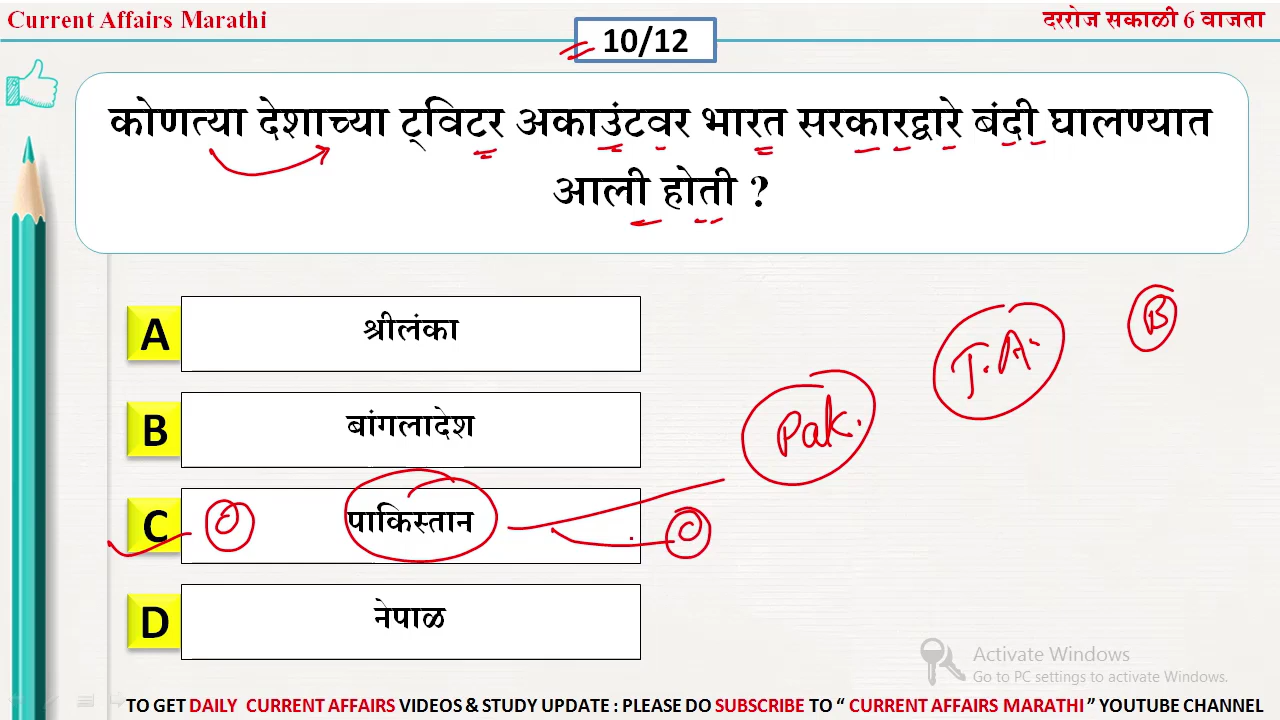 Current Affairs Marathi
दररोज सकाळी 6 वाजता
10/12
कोणत्या देशाच्या ट्विटर अकाउंटवर भारत सरकारद्वारे बंदी घालण्यात
आली होती ?
A श्रीलंका
B बांगलादेश
C पाकिस्तान
D नेपाळ
Pak.
T.A.
B
C
Activate Windows
Go to PC settings to activate Windows.
TO GET DAILY CURRENT AFFAIRS VIDEOS & STUDY UPDATE : PLEASE DO SUBSCRIBE TO “ CURRENT AFFAIRS MARATHI ” YOUTUBE CHANNEL